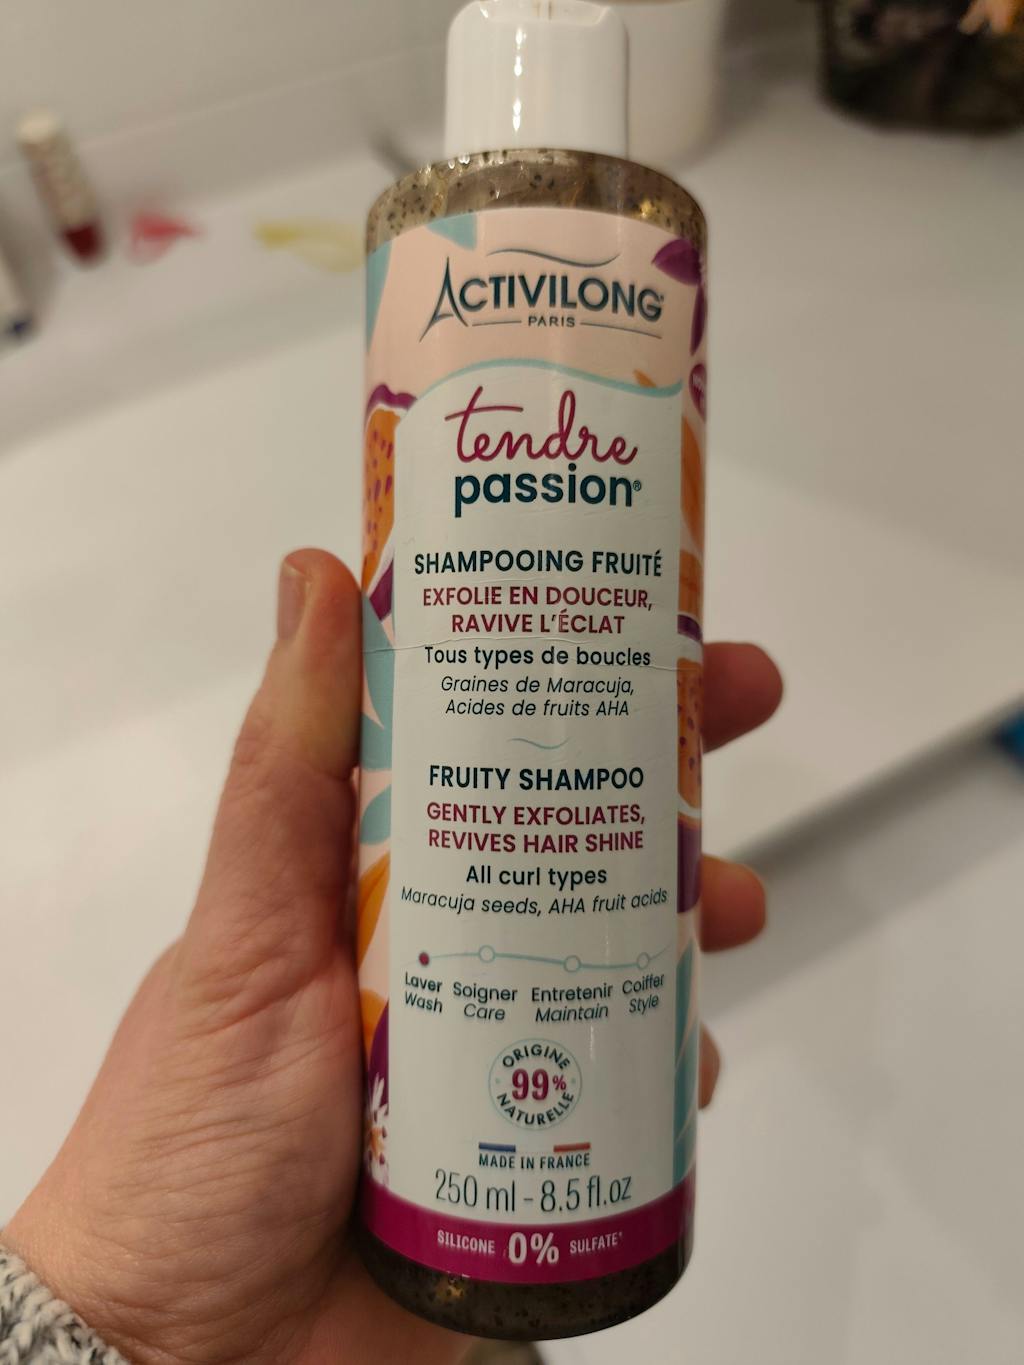 ACTIVILONG
PARIS
tendre
passion®
SHAMPOOING FRUITÉ
EXFOLIE EN DOUCEUR,
RAVIVE L'ÉCLAT
Tous types de boucles
Graines de Maracuja,
Acides de fruits AHA
FRUITY SHAMPOO
GENTLY EXFOLIATES,
REVIVES HAIR SHINE
All curl types
Maracuja seeds, AHA fruit acids
Laver Soigner Entretenir Coiffer
Wash Care Maintain Style
ORIGINE
99%
NATURELLE
MADE IN FRANCE
250 ml - 8.5 fl.oz
SILICONE 0% SULFATE*